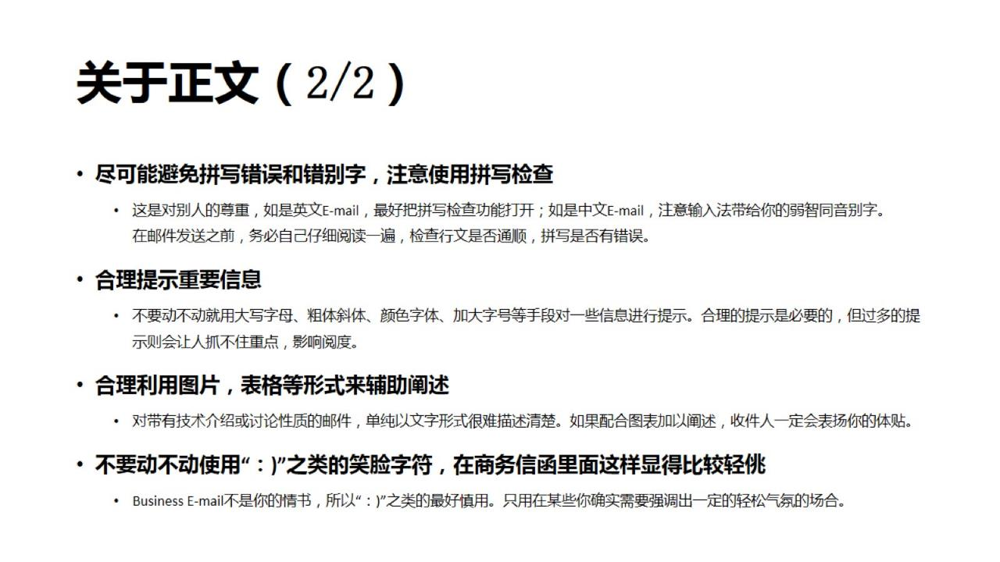 关于正文（2/2）
• 尽可能避免拼写错误和错别字，注意使用拼写检查
• 这是对别人的尊重，如是英文E-mail，最好把拼写检查功能打开；如是中文E-mail，注意输入法带给你的弱智同音别字。
在邮件发送之前，务必自己仔细阅读一遍，检查行文是否通顺，拼写是否有错误。
• 合理提示重要信息
• 不要动不动就用大写字母、粗体斜体、颜色字体、加大字号等手段对一些信息进行提示。合理的提示是必要的，但过多的提
示则会让人抓不住重点，影响阅度。
• 合理利用图片，表格等形式来辅助阐述
• 对带有技术介绍或讨论性质的邮件，单纯以文字形式很难描述清楚。如果配合图表加以阐述，收件人一定会表扬你的体贴。
• 不要动不动使用“：)”之类的笑脸字符，在商务信函里面这样显得比较轻佻
• Business E-mail不是你的情书，所以“：)”之类的最好慎用。只用在某些你确实需要强调出一定的轻松气氛的场合。